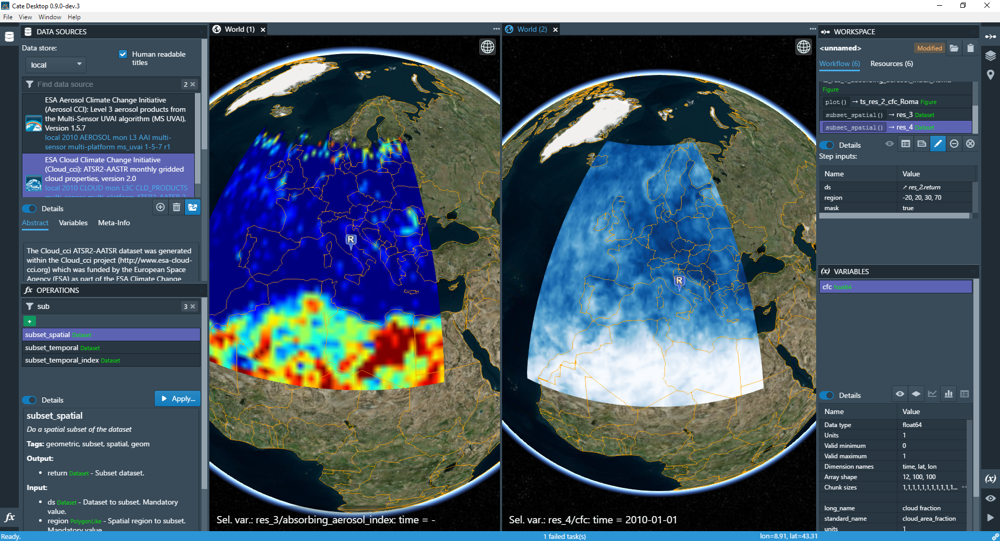 Cate Desktop 0.9.0-dev.3
File View Window Help
DATA SOURCES
Data store:
local
Human readable
titles
Find data source
2
ESA Aerosol Climate Change Initiative
(Aerosol CCI): Level 3 aerosol products from
the Multi-Sensor UVAI algorithm (MS UVAI),
Version 1.5.7
local 2010 AEROSOL mon L3 AAI multi-
sensor multi-platform ms_uvai 1-5-7 r1
ESA Cloud Climate Change Initiative
(Cloud_cci): ATSR2-AASTR monthly gridded
cloud properties, version 2.0
local 2010 CLOUD mon L3C CLD_PRODUCTS
multi-sensor multi-platform ATSR2-AATSR 2
Details
Abstract Variables Meta-Info
The Cloud_cci ATSR2-AATSR dataset was generated
within the Cloud_cci project (http://www.esa-cloud-
cci.org) which was funded by the European Space
Agency (ESA) as part of the ESA Climate Change
fx OPERATIONS
sub
3
+
subset_spatial Dataset
subset_temporal Dataset
subset_temporal_index Dataset
Details
Apply...
subset_spatial
Do a spatial subset of the dataset
Tags: geometric, subset, spatial, geom
Output:
• return Dataset - Subset dataset.
Input:
• ds Dataset - Dataset to subset. Mandatory
value.
• region PolygonLike - Spatial region to subset.
Mandatory value
fx
World (1)
R
Sel. var.: res_3/absorbing_aerosol_index: time = -
World (2)
R
Sel. var.: res_4/cfc: time = 2010-01-01
WORKSPACE
<unnamed>
Modified
Workflow (6) Resources (6)
ts_res_1_absorbing_aerosol_index_Roma
Figure
plot() → ts_res_2_cfc_Roma Figure
subset_spatial() → res_3 Dataset
subset_spatial() → res_4 Dataset
Details
Step inputs:
Name Value
ds ↗ res_2.return
region -20, 20, 30, 70
mask true
(x) VARIABLES
cfc float64
Details
Name Value
Data type float64
Units 1
Valid minimum 0
Valid maximum 1
Dimension names time, lat, lon
Array shape 12, 100, 100
Chunk sizes 1,1,1,1,1,1,1,1,1,1,1...
long_name cloud fraction
standard_name cloud_area_fraction
units 1
(x)
Ready.
1 failed task(s)
lon=8.91, lat=43.31